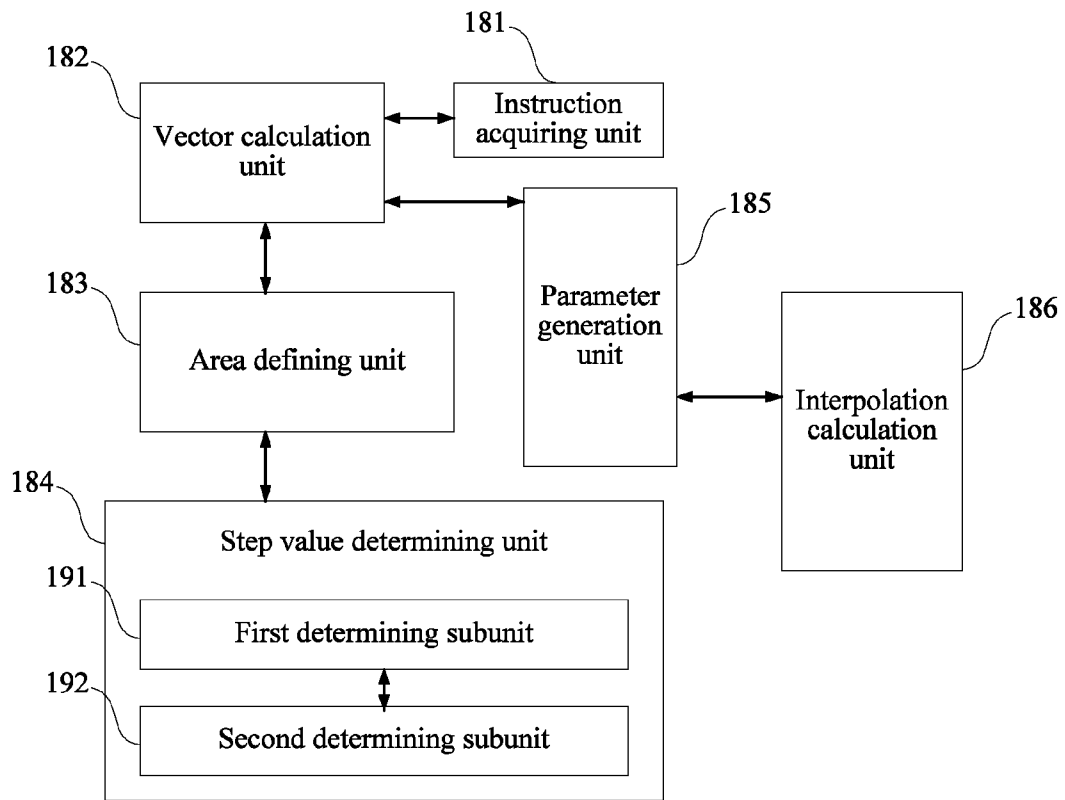 181
182
Instruction
acquiring unit
Vector calculation
unit
185
183
Parameter
generation
unit
186
Area defining unit
Interpolation
calculation
unit
184
Step value determining unit
191
First determining subunit
192
Second determining subunit